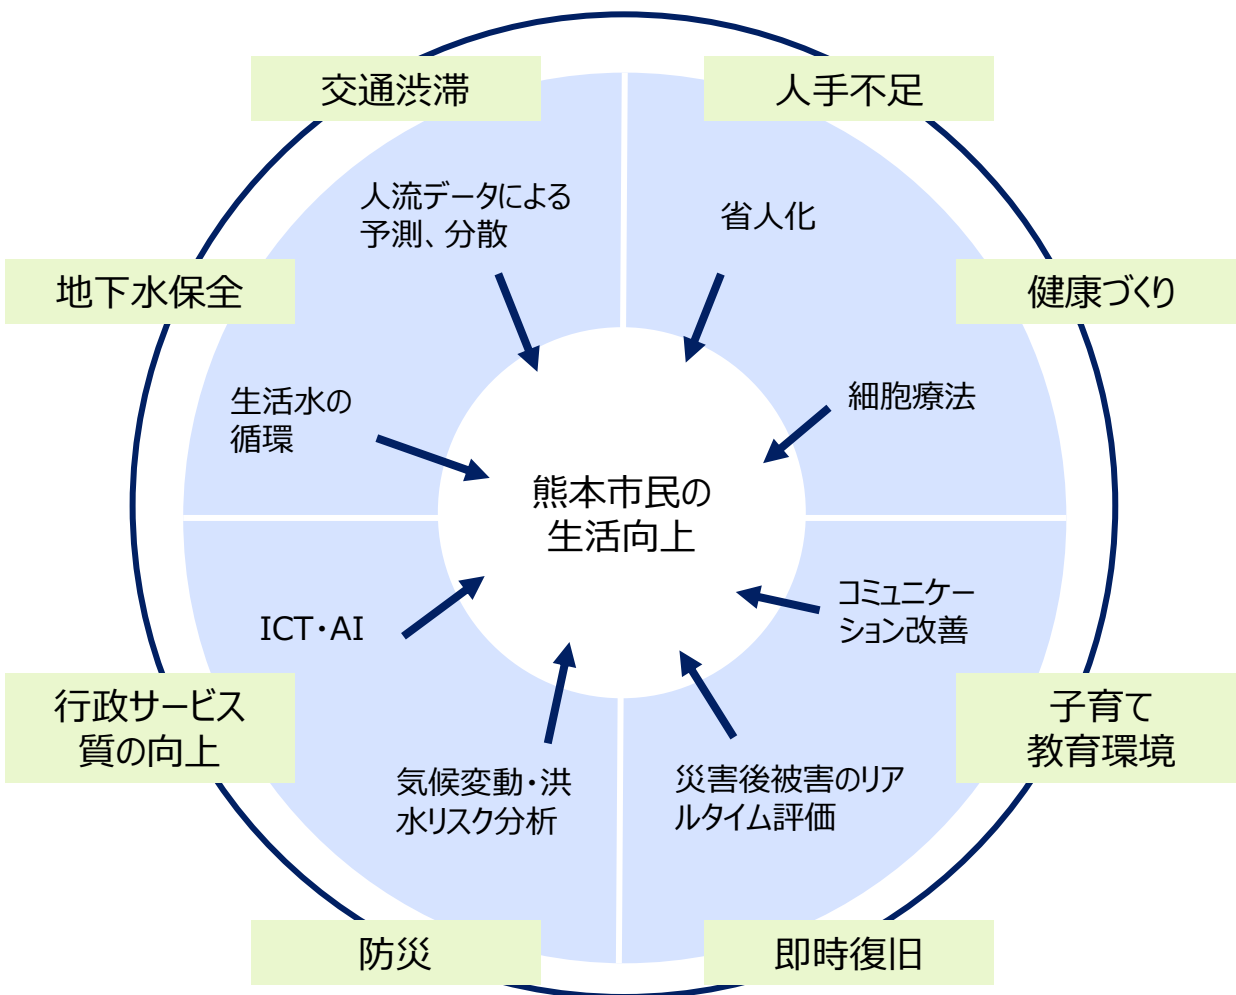 交通渋滞
人手不足
人流データによる
予測、分散
省人化
地下水保全
健康づくり
生活水の
循環
細胞療法
熊本市民の
生活向上
ICT・AI
コミュニケー
ション改善
行政サービス
質の向上
子育て
教育環境
気候変動・洪
水リスク分析
災害後被害のリア
ルタイム評価
防災
即時復旧